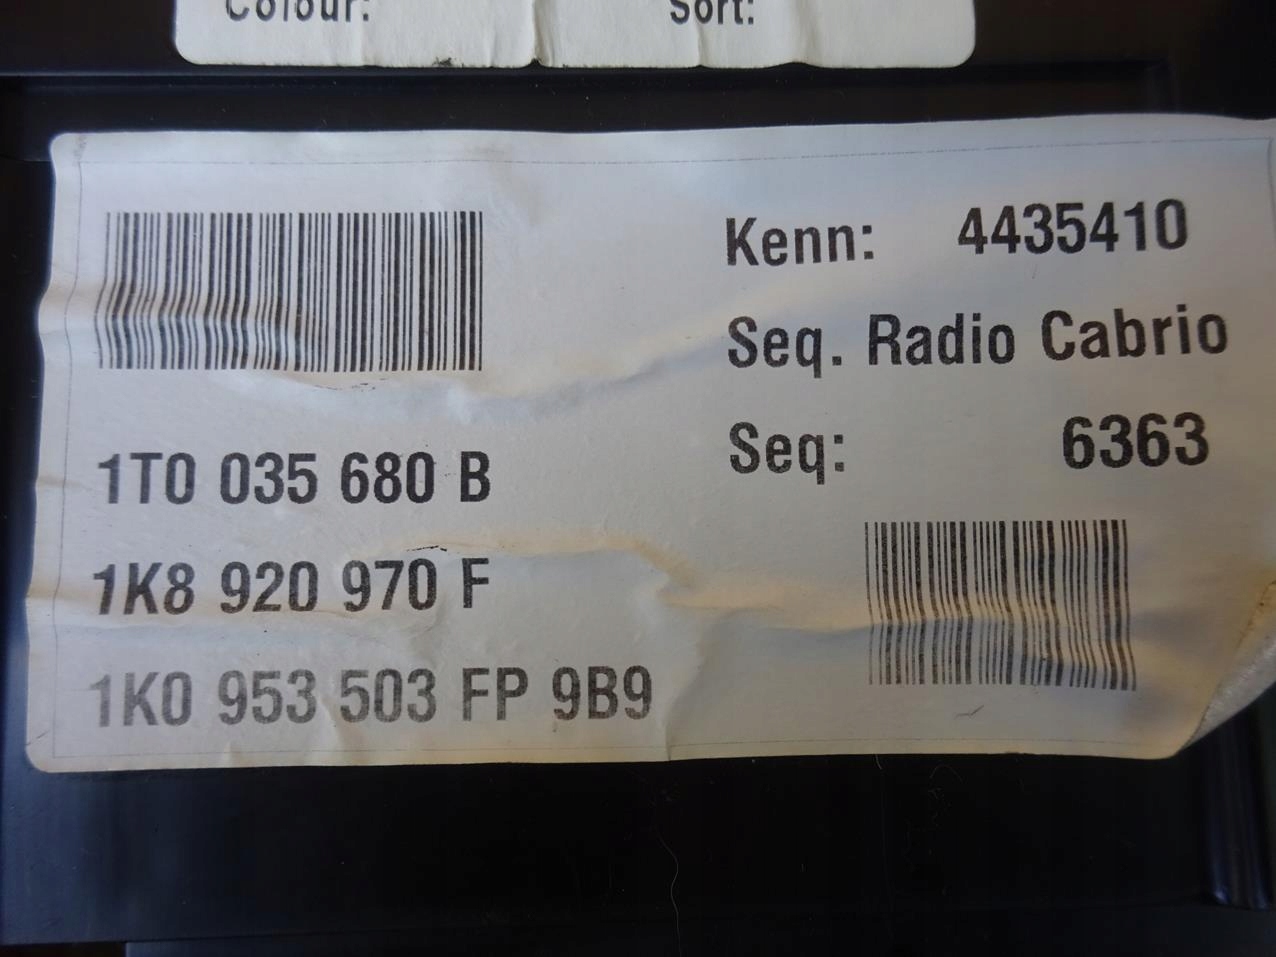 Colour: Sort:
Kenn: 4435410
Seq. Radio Cabrio
Seq: 6363
1T0 035 680 B
1K8 920 970 F
1K0 953 503 FP 9B9